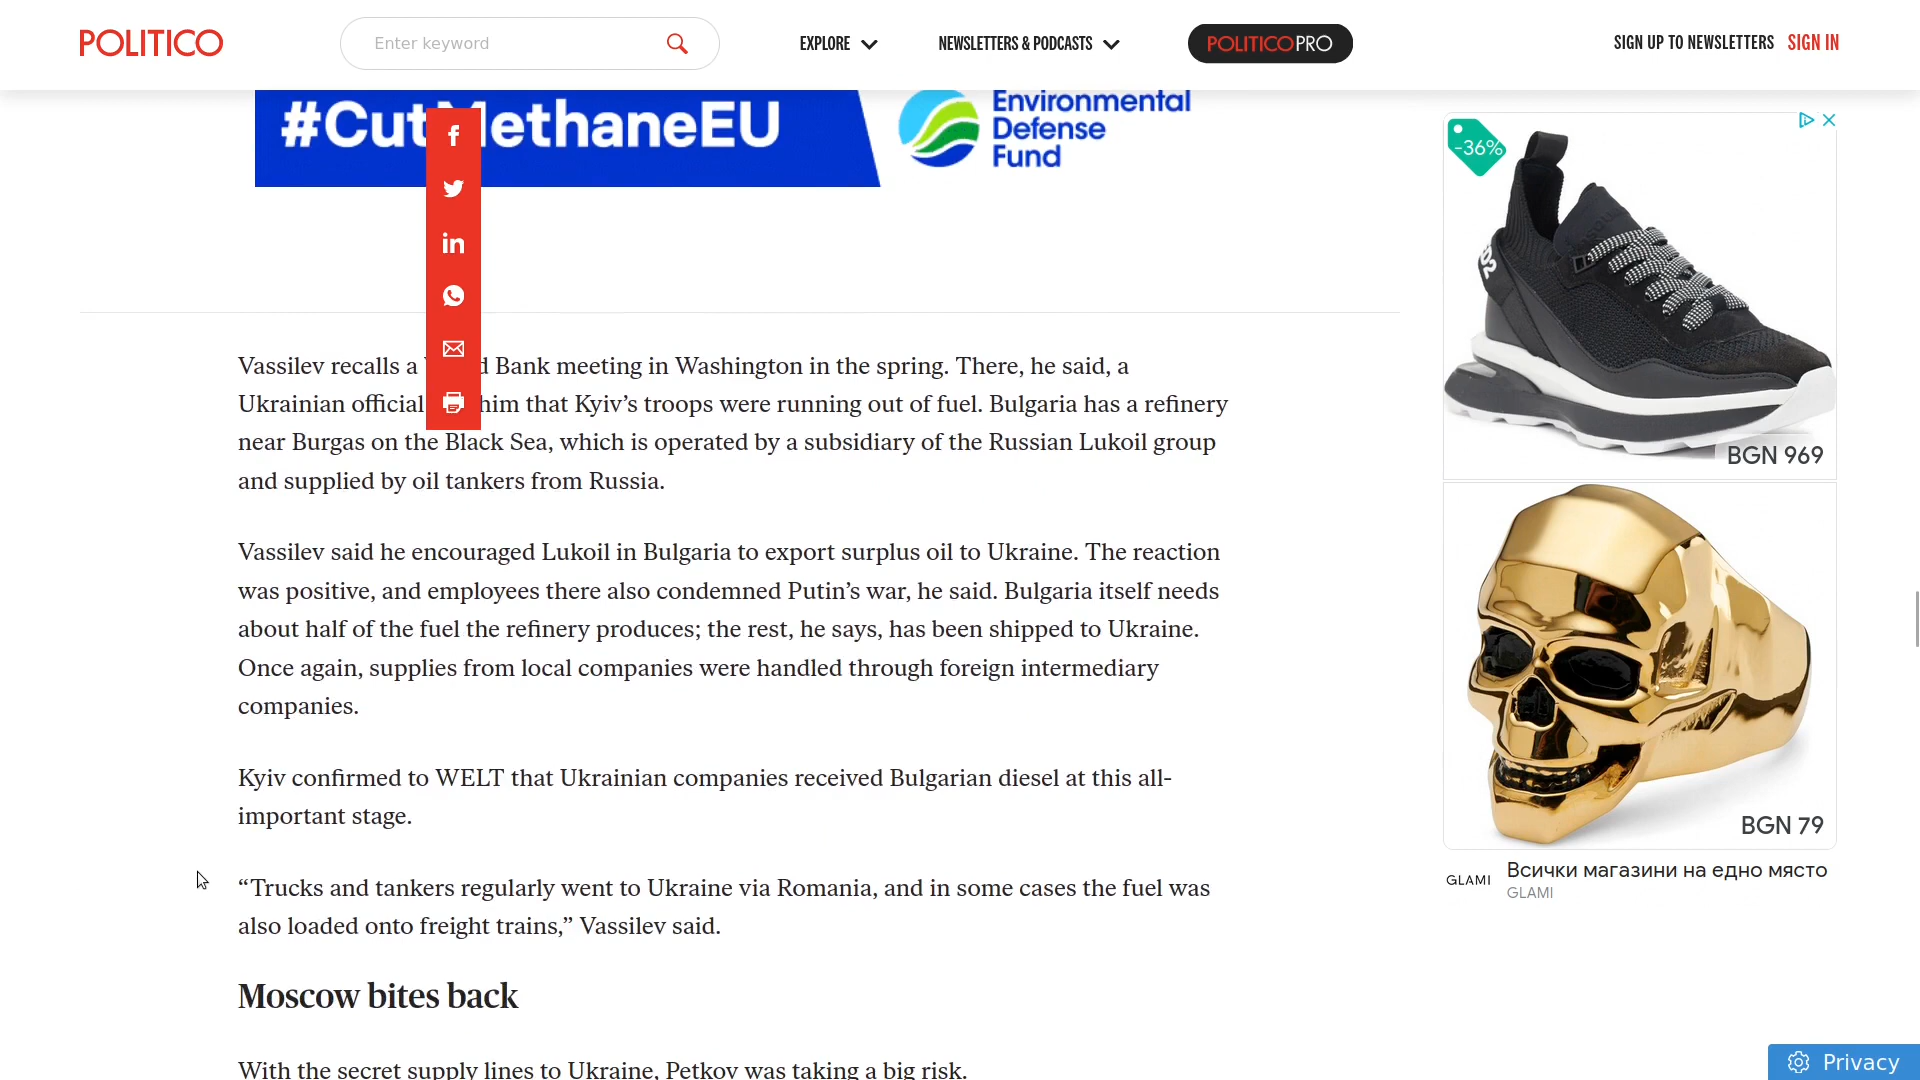 POLITICO
Enter keyword
EXPLORE
NEWSLETTERS & PODCASTS
POLITICOPRO
SIGN UP TO NEWSLETTERS
SIGN IN
#CutMethaneEU
Environmental
Defense
Fund
Vassilev recalls a Bank meeting in Washington in the spring. There, he said, a
Ukrainian official him that Kyiv’s troops were running out of fuel. Bulgaria has a refinery
near Burgas on the Black Sea, which is operated by a subsidiary of the Russian Lukoil group
and supplied by oil tankers from Russia.
Vassilev said he encouraged Lukoil in Bulgaria to export surplus oil to Ukraine. The reaction
was positive, and employees there also condemned Putin’s war, he said. Bulgaria itself needs
about half of the fuel the refinery produces; the rest, he says, has been shipped to Ukraine.
Once again, supplies from local companies were handled through foreign intermediary
companies.
Kyiv confirmed to WELT that Ukrainian companies received Bulgarian diesel at this all-
important stage.
“Trucks and tankers regularly went to Ukraine via Romania, and in some cases the fuel was
also loaded onto freight trains,” Vassilev said.
Moscow bites back
With the secret supply lines to Ukraine, Petkov was taking a big risk.
-36%
BGN 969
BGN 79
GLAMI
Всички магазини на едно място
GLAMI
Privacy